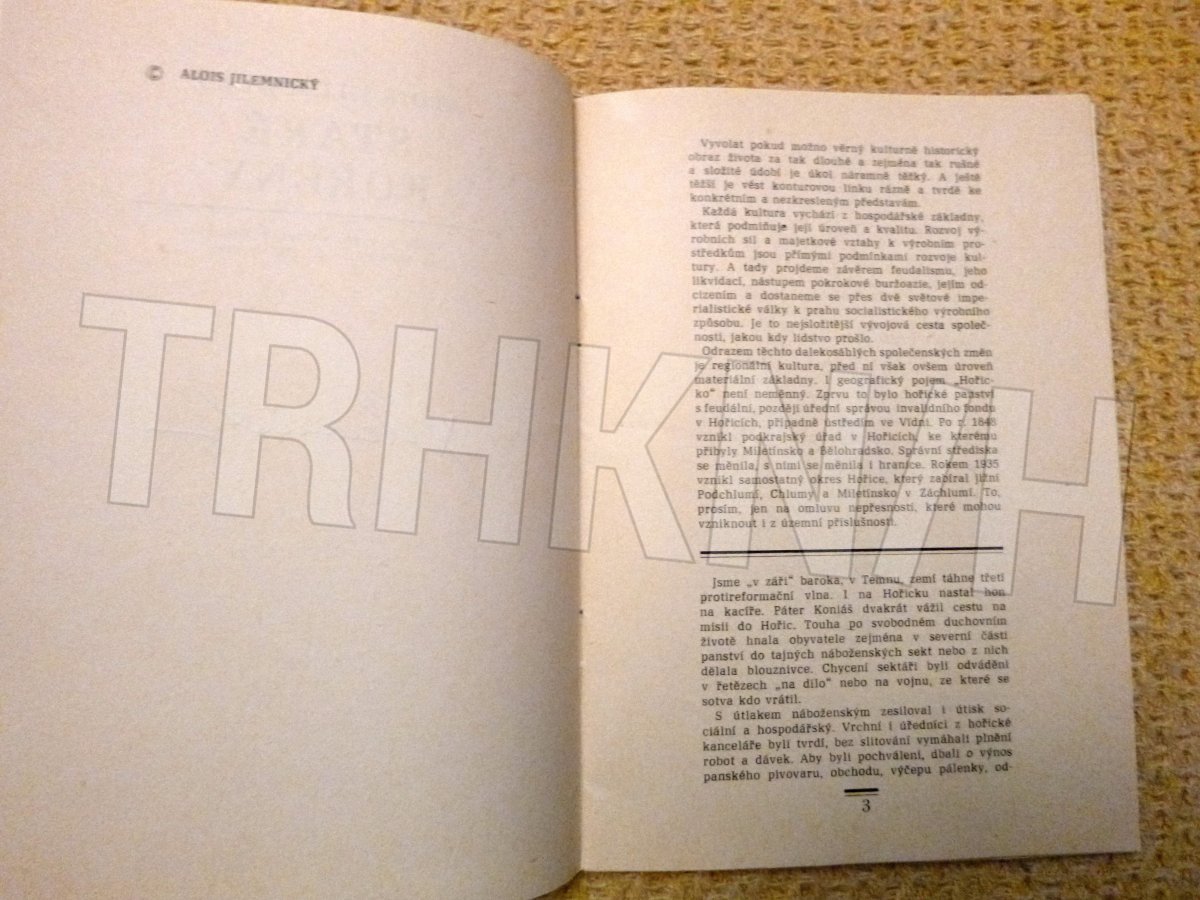 © ALOIS JILEMNICKÝ
Vyvolat pokud možno věrný kulturně historický
obraz života za tak dlouhé a zejména tak rušné
a složité údobí je úkol náramně těžký. A ještě
těžší je vést konturovou linku rázně a tvrdě ke
konkrétním a nezkresleným představám.
Každá kultura vychází z hospodářské základny,
která podmiňuje její úroveň a kvalitu. Rozvoj vý-
robních sil a majetkové vztahy k výrobním pro-
středkům jsou přímými podmínkami rozvoje kul-
tury. A tady projdeme závěrem feudalismu, jeho
likvidací, nástupem pokrokové buržoazie, jejím od-
cizením a dostaneme se přes dvě světové impe-
rialistické války k prahu socialistického výrobního
způsobu. Je to nejsložitější vývojová cesta společ-
nosti, jakou kdy lidstvo prošlo.
Odrazem těchto dalekosáhlých společenských změn
je regionální kultura, před ní však ovšem úroveň
materiální základny. I geografický pojem „Hořic-
ko“ není neměnný. Zprvu to bylo hořické panství
s feudální, později úřední správou invalidního fondu
v Hořicích, případně ústředím ve Vídni. Po r. 1848
vznikl podkrajský úřad v Hořicích, ke kterému
přibyly Miletínsko a Bělohradsko. Správní střediska
se měnila, s nimi se měnila i hranice. Rokem 1935
vznikl samostatný okres Hořice, který zabíral jižní
Podchlumí, Chlumy a Miletínsko v Záchlumí. To,
prosím, jen na omluvu nepřesností, které mohou
vzniknout i z územní příslušnosti.
Jsme „v září“ baroka, v Temnu, zemí táhne třetí
protireformační vlna. I na Hořicku nastal hon
na kacíře. Páter Koniáš dvakrát vážil cestu na
misii do Hořic. Touha po svobodném duchovním
životě hnala obyvatele zejména v severní části
panství do tajných náboženských sekt nebo z nich
dělala blouznivce. Chycení sektáři byli odváděni
v řetězech „na dílo“ nebo na vojnu, ze které se
sotva kdo vrátil.
S útlakem náboženským zesiloval i útisk so-
ciální a hospodářský. Vrchní i úředníci z hořické
kanceláře byli tvrdí, bez slitování vymáhali plnění
robot a dávek. Aby byli pochváleni, dbali o výnos
panského pivovaru, obchodu, výčepu pálenky, od-
3
TRHKNIH